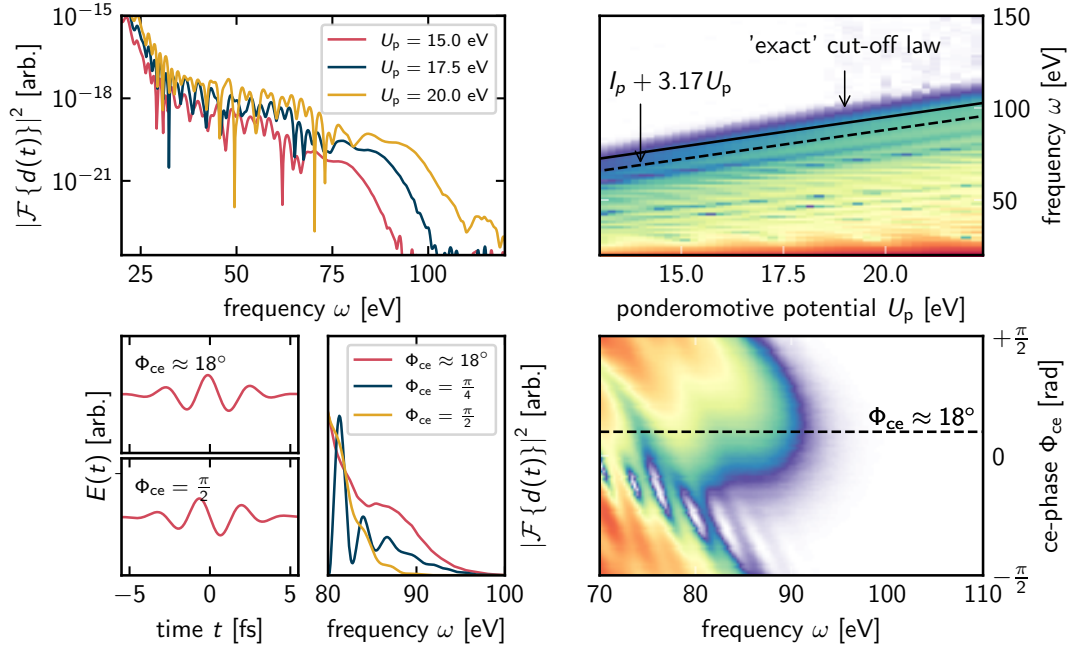 |ℱ{d(t)}|² [arb.]
10⁻¹⁵
10⁻¹⁸
10⁻²¹
U_p = 15.0 eV
U_p = 17.5 eV
U_p = 20.0 eV
25 50 75 100
frequency ω [eV]
'exact' cut-off law
I_p + 3.17U_p
150
100
50
frequency ω [eV]
15.0 17.5 20.0
ponderomotive potential U_p [eV]
E(t) [arb.]
Φ_ce ≈ 18°
Φ_ce = π/2
−5 0 5
time t [fs]
Φ_ce ≈ 18°
Φ_ce = π/4
Φ_ce = π/2
80 90 100
frequency ω [eV]
|ℱ{d(t)}|² [arb.]
Φ_ce ≈ 18°
+π/2
0
−π/2
ce-phase Φ_ce [rad]
70 80 90 100 110
frequency ω [eV]